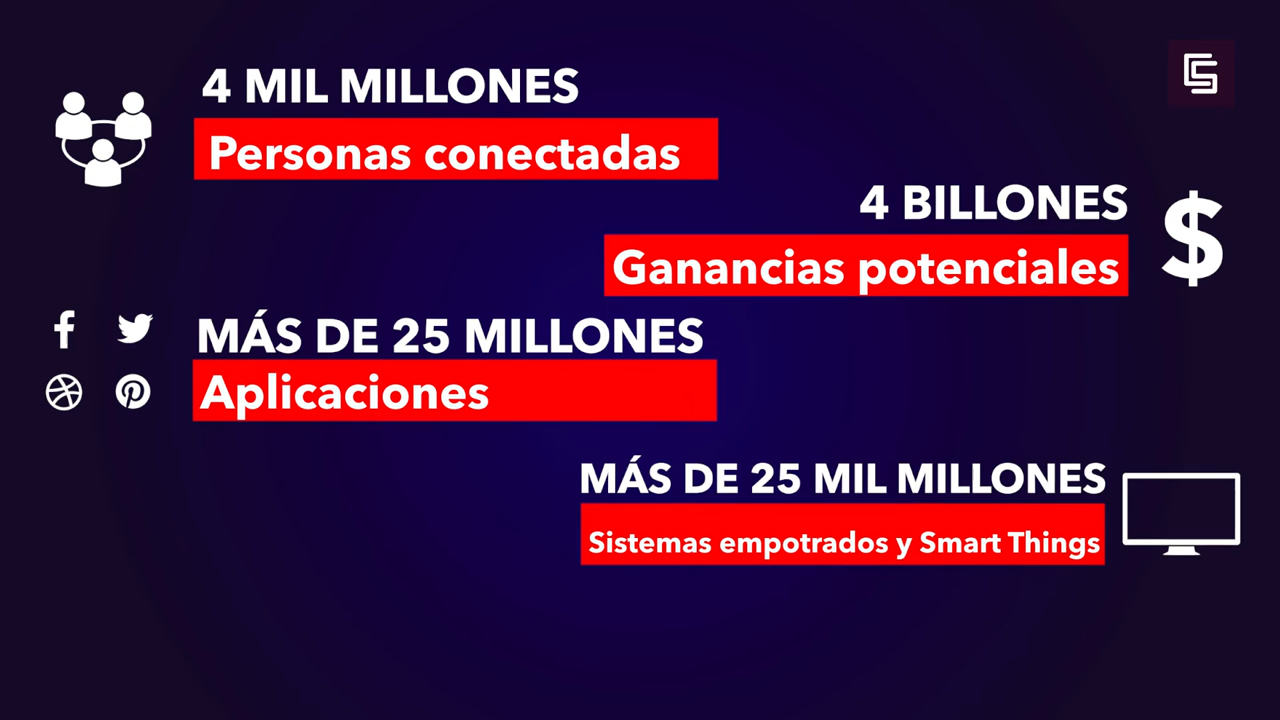 4 MIL MILLONES
Personas conectadas
4 BILLONES
Ganancias potenciales
$
MÁS DE 25 MILLONES
Aplicaciones
MÁS DE 25 MIL MILLONES
Sistemas empotrados y Smart Things